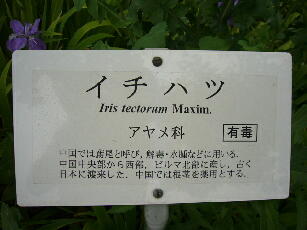 イチハツ
Iris tectorum Maxim.
アヤメ科 有毒
中国では鳶尾と呼び、解毒・水腫などに用いる。
中国中央部から西部、ビルマ北部に産し、古く
日本に渡来した。中国では根茎を薬用とする。